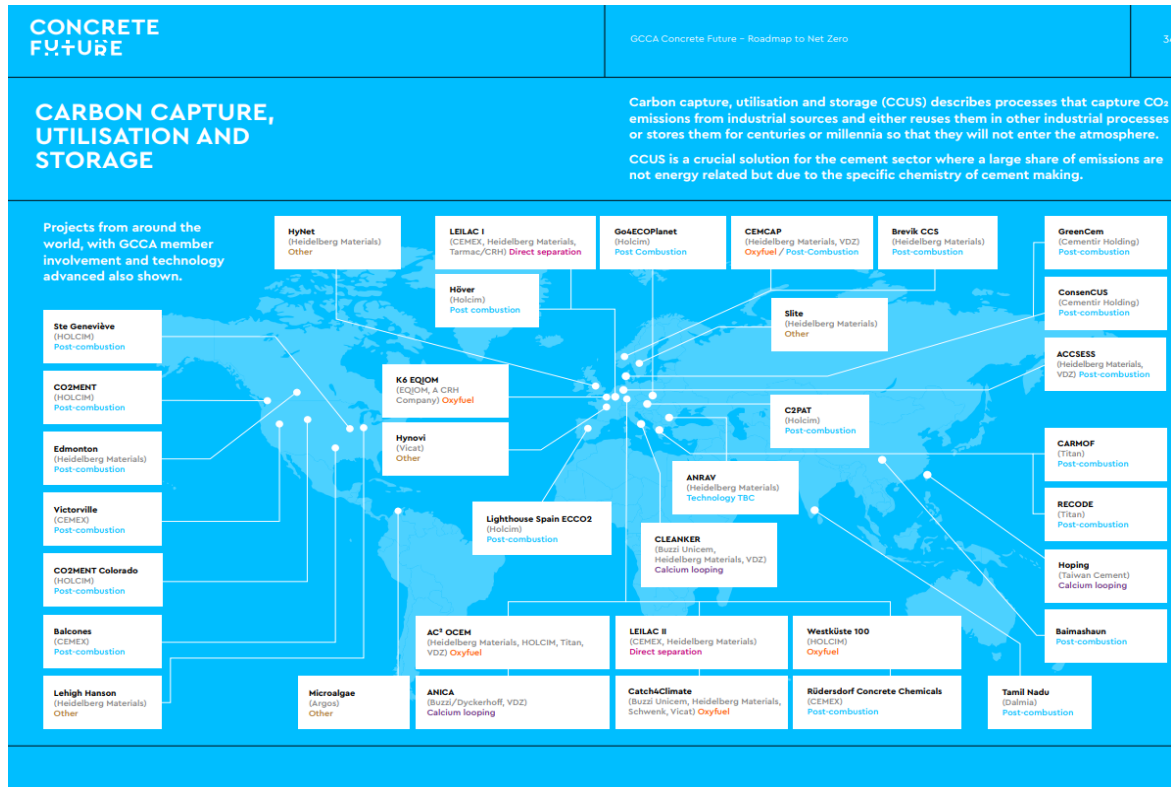 CONCRETE
FUTURE
GCCA Concrete Future – Roadmap to Net Zero
CARBON CAPTURE,
UTILISATION AND
STORAGE
Carbon capture, utilisation and storage (CCUS) describes processes that capture CO₂
emissions from industrial sources and either reuses them in other industrial processes
or stores them for centuries or millennia so that they will not enter the atmosphere.
CCUS is a crucial solution for the cement sector where a large share of emissions are
not energy related but due to the specific chemistry of cement making.
Projects from around the
world, with GCCA member
involvement and technology
advanced also shown.
HyNet
(Heidelberg Materials)
Other
LEILAC I
(CEMEX, Heidelberg Materials,
Tarmac/CRH) Direct separation
Go4ECOPlanet
(Holcim)
Post Combustion
CEMCAP
(Heidelberg Materials, VDZ)
Oxyfuel / Post-Combustion
Brevik CCS
(Heidelberg Materials)
Post-combustion
GreenCem
(Cementir Holding)
Post-combustion
Höver
(Holcim)
Post combustion
ConsenCUS
(Cementir Holding)
Post-combustion
Slite
(Heidelberg Materials)
Other
Ste Geneviève
(HOLCIM)
Post-combustion
ACCSESS
(Heidelberg Materials,
VDZ) Post-combustion
K6 EQIOM
(EQIOM, A CRH
Company) Oxyfuel
CO2MENT
(HOLCIM)
Post-combustion
C2PAT
(Holcim)
Post-combustion
Hynovi
(Vicat)
Other
Edmonton
(Heidelberg Materials)
Post-combustion
CARMOF
(Titan)
Post-combustion
ANRAV
(Heidelberg Materials)
Technology TBC
Victorville
(CEMEX)
Post-combustion
RECODE
(Titan)
Post-combustion
Lighthouse Spain ECCO2
(Holcim)
Post-combustion
CLEANKER
(Buzzi Unicem,
Heidelberg Materials, VDZ)
Calcium looping
CO2MENT Colorado
(HOLCIM)
Post-combustion
Hoping
(Taiwan Cement)
Calcium looping
Balcones
(CEMEX)
Post-combustion
AC² OCEM
(Heidelberg Materials, HOLCIM, Titan,
VDZ) Oxyfuel
LEILAC II
(CEMEX, Heidelberg Materials)
Direct separation
Westküste 100
(HOLCIM)
Oxyfuel
Baimashaun
Post-combustion
Lehigh Hanson
(Heidelberg Materials)
Other
Microalgae
(Argos)
Other
ANICA
(Buzzi/Dyckerhoff, VDZ)
Calcium looping
Catch4Climate
(Buzzi Unicem, Heidelberg Materials,
Schwenk, Vicat) Oxyfuel
Rüdersdorf Concrete Chemicals
(CEMEX)
Post-combustion
Tamil Nadu
(Dalmia)
Post-combustion